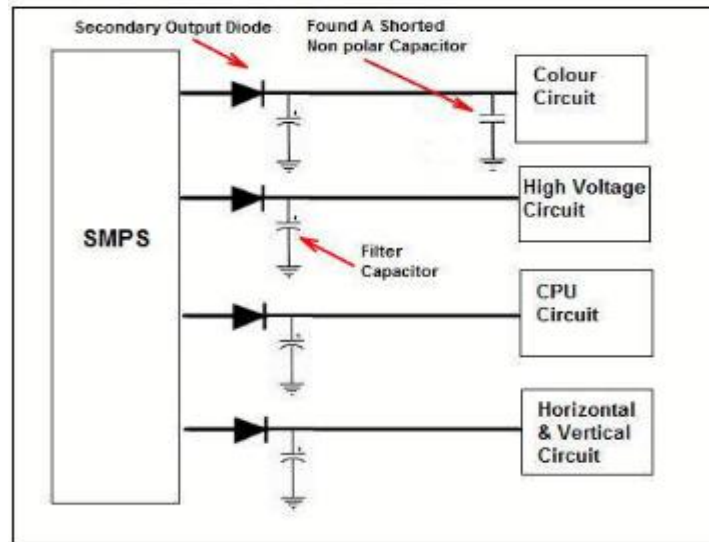 Secondary Output Diode
Found A Shorted
Non polar Capacitor
Colour
Circuit
High Voltage
Circuit
SMPS
Filter
Capacitor
CPU
Circuit
Horizontal
& Vertical
Circuit